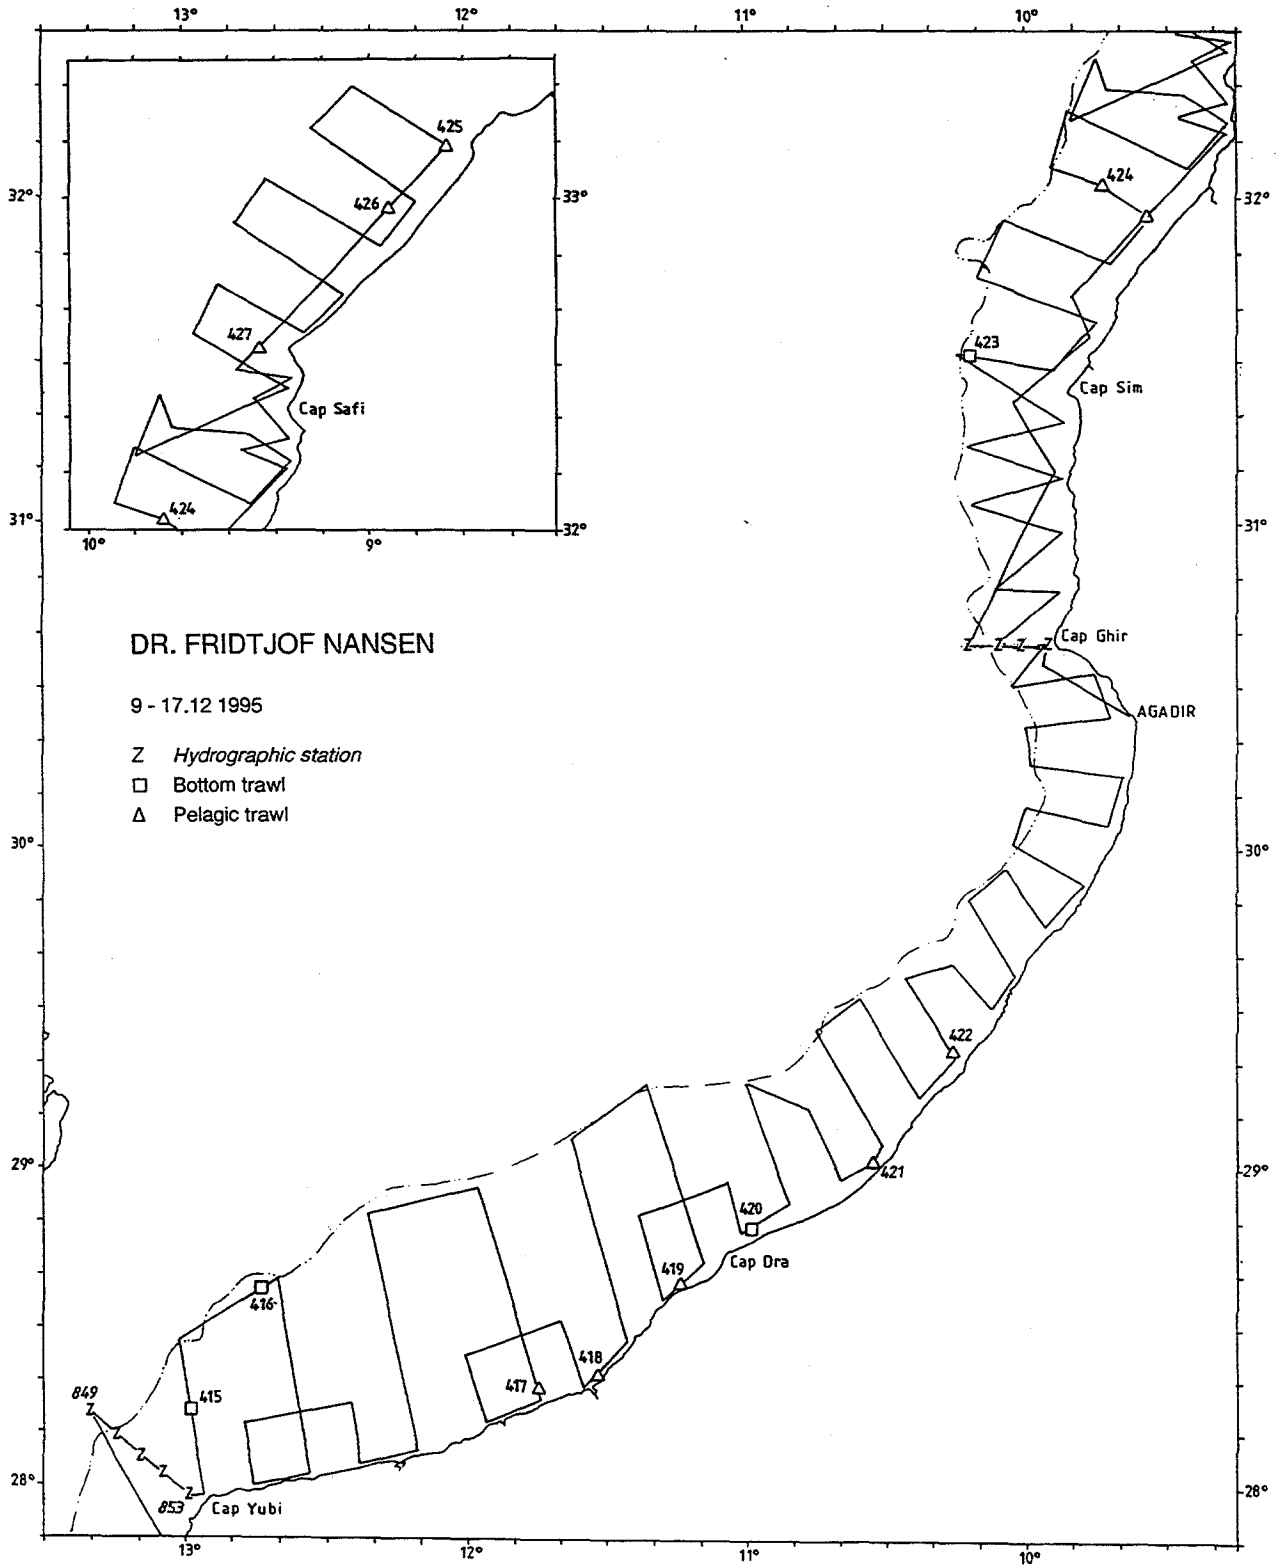 13° 12° 11° 10°
425
32° 426 33° 424 32°
427
423
Cap Safi
Cap Sim
424
31° 32° 31°
10° 9°
DR. FRIDTJOF NANSEN
Cap Ghir
9 - 17.12 1995
AGADIR
Z Hydrographic station
□ Bottom trawl
△ Pelagic trawl
30° 30°
422
29° 421 29°
420
419
Cap Dra
416
418
849 415 417
28° 28°
853 Cap Yubi
13° 12° 11° 10°